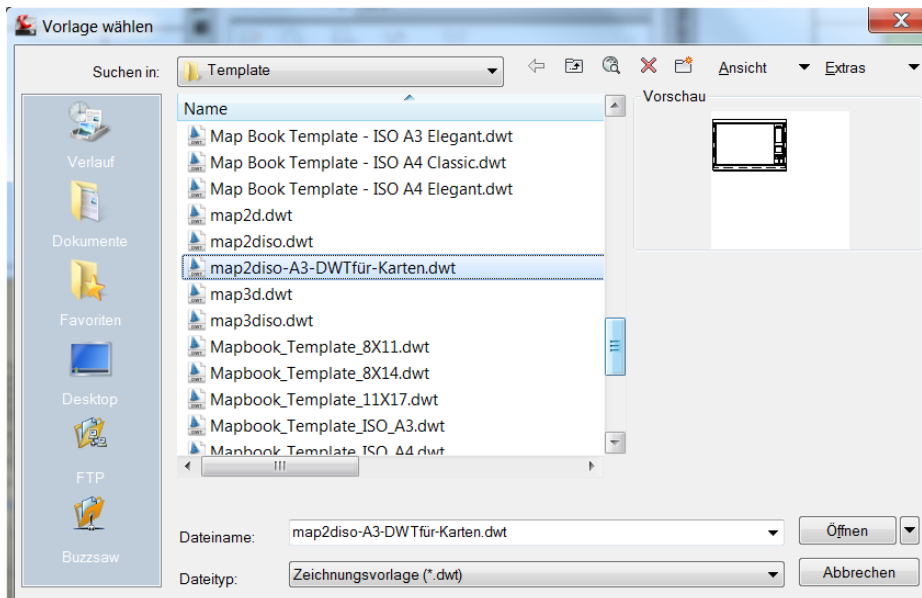 Vorlage wählen
Suchen in: Template Ansicht Extras
Verlauf
Dokumente
Favoriten
Desktop
FTP
Buzzsaw
Name
Map Book Template - ISO A3 Elegant.dwt
Map Book Template - ISO A4 Classic.dwt
Map Book Template - ISO A4 Elegant.dwt
map2d.dwt
map2diso.dwt
map2diso-A3-DWTfür-Karten.dwt
map3d.dwt
map3diso.dwt
Mapbook_Template_8X11.dwt
Mapbook_Template_8X14.dwt
Mapbook_Template_11X17.dwt
Mapbook_Template_ISO_A3.dwt
Mapbook_Template_ISO_A4.dwt
Vorschau
Dateiname: map2diso-A3-DWTfür-Karten.dwt Öffnen
Dateityp: Zeichnungsvorlage (*.dwt) Abbrechen